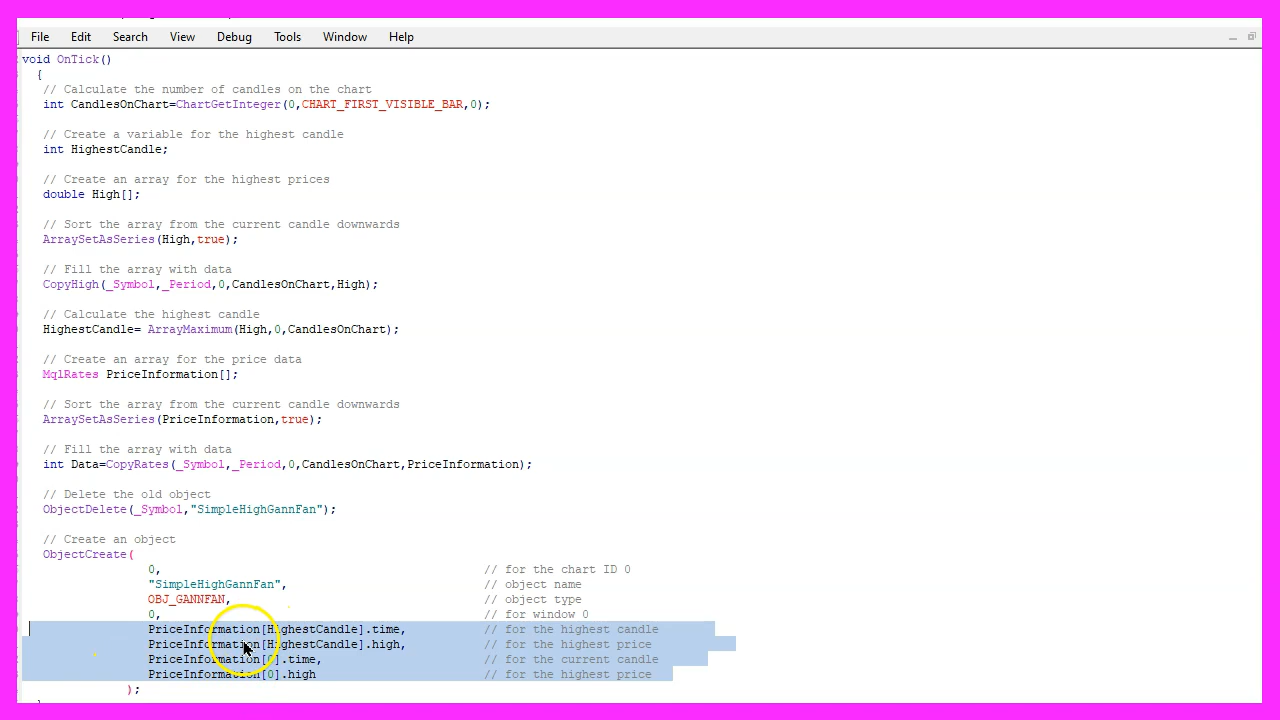 File Edit Search View Debug Tools Window Help
void OnTick()
{
// Calculate the number of candles on the chart
int CandlesOnChart=ChartGetInteger(0,CHART_FIRST_VISIBLE_BAR,0);
// Create a variable for the highest candle
int HighestCandle;
// Create an array for the highest prices
double High[];
// Sort the array from the current candle downwards
ArraySetAsSeries(High,true);
// Fill the array with data
CopyHigh(_Symbol,_Period,0,CandlesOnChart,High);
// Calculate the highest candle
HighestCandle= ArrayMaximum(High,0,CandlesOnChart);
// Create an array for the price data
MqlRates PriceInformation[];
// Sort the array from the current candle downwards
ArraySetAsSeries(PriceInformation,true);
// Fill the array with data
int Data=CopyRates(_Symbol,_Period,0,CandlesOnChart,PriceInformation);
// Delete the old object
ObjectDelete(_Symbol,"SimpleHighGannFan");
// Create an object
ObjectCreate(
0, // for the chart ID 0
"SimpleHighGannFan", // object name
OBJ_GANNFAN, // object type
0, // for window 0
PriceInformation[HighestCandle].time, // for the highest candle
PriceInformation[HighestCandle].high, // for the highest price
PriceInformation[0].time, // for the current candle
PriceInformation[0].high // for the highest price
);